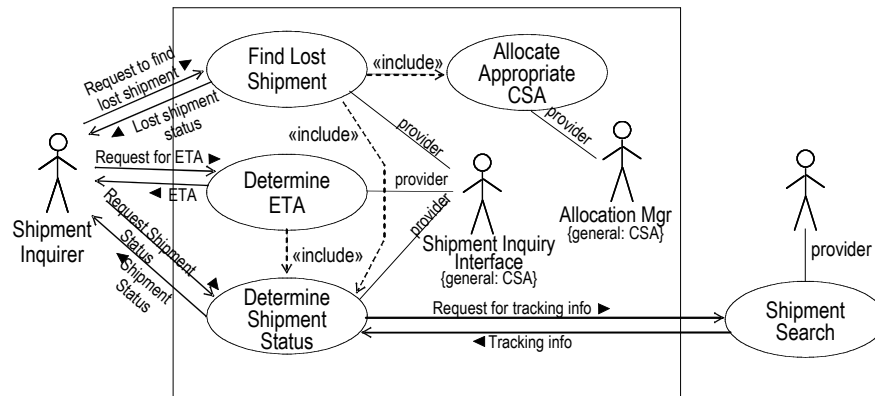 Find Lost
Shipment
«include»
Allocate
Appropriate
CSA
Request to find
lost shipment ▶
◀ Lost shipment
status
«include»
provider
provider
Request for ETA ▶
◀ ETA
Determine
ETA
provider
provider
Shipment
Inquirer
Request Shipment
Status ▶
◀ Shipment
Status
«include»
Shipment Inquiry
Interface
{general: CSA}
Allocation Mgr
{general: CSA}
provider
Determine
Shipment
Status
Request for tracking info ▶
◀ Tracking info
Shipment
Search